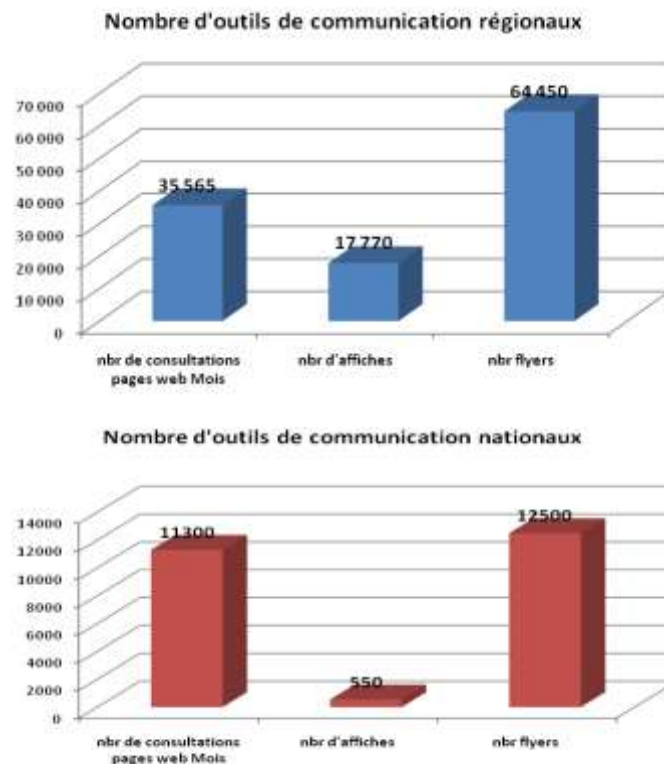 Nombre d'outils de communication régionaux
70 000
60 000
50 000
40 000
30 000
20 000
10 000
0
35 565
17 770
64 450
nbr de consultations
pages web Mois
nbr d'affiches
nbr flyers
Nombre d'outils de communication nationaux
14000
12000
10000
8000
6000
4000
2000
0
11300
550
12500
nbr de consultations
pages web Mois
nbr d'affiches
nbr flyers